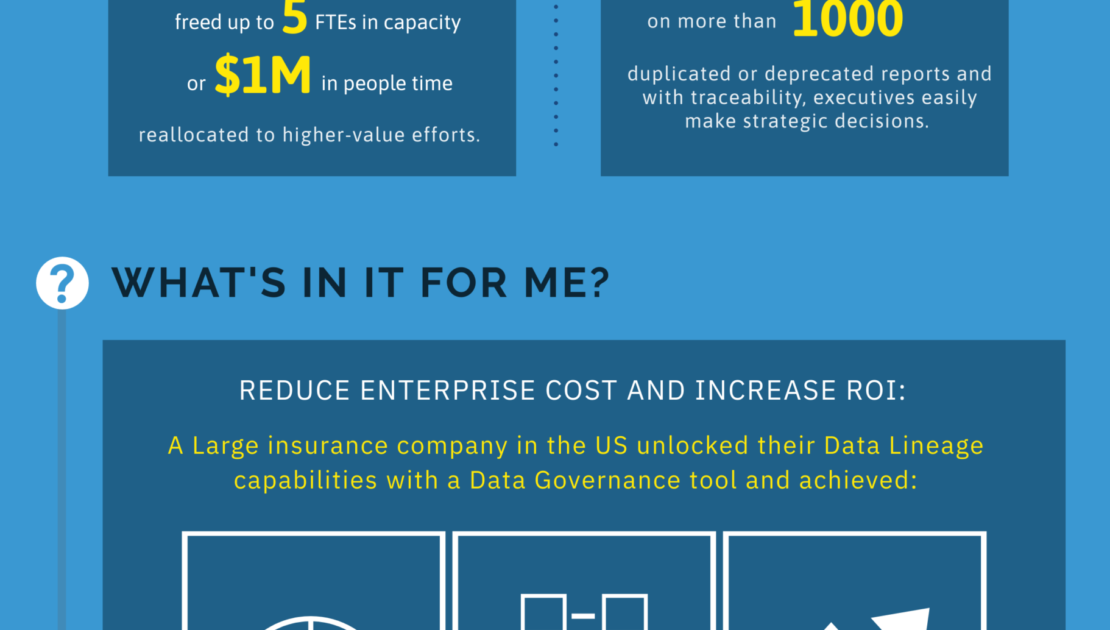 freed up to 5 FTEs in capacity
or $1M in people time
reallocated to higher-value efforts.
on more than 1000
duplicated or deprecated reports and
with traceability, executives easily
make strategic decisions.
? WHAT'S IN IT FOR ME?
REDUCE ENTERPRISE COST AND INCREASE ROI:
A Large insurance company in the US unlocked their Data Lineage
capabilities with a Data Governance tool and achieved: